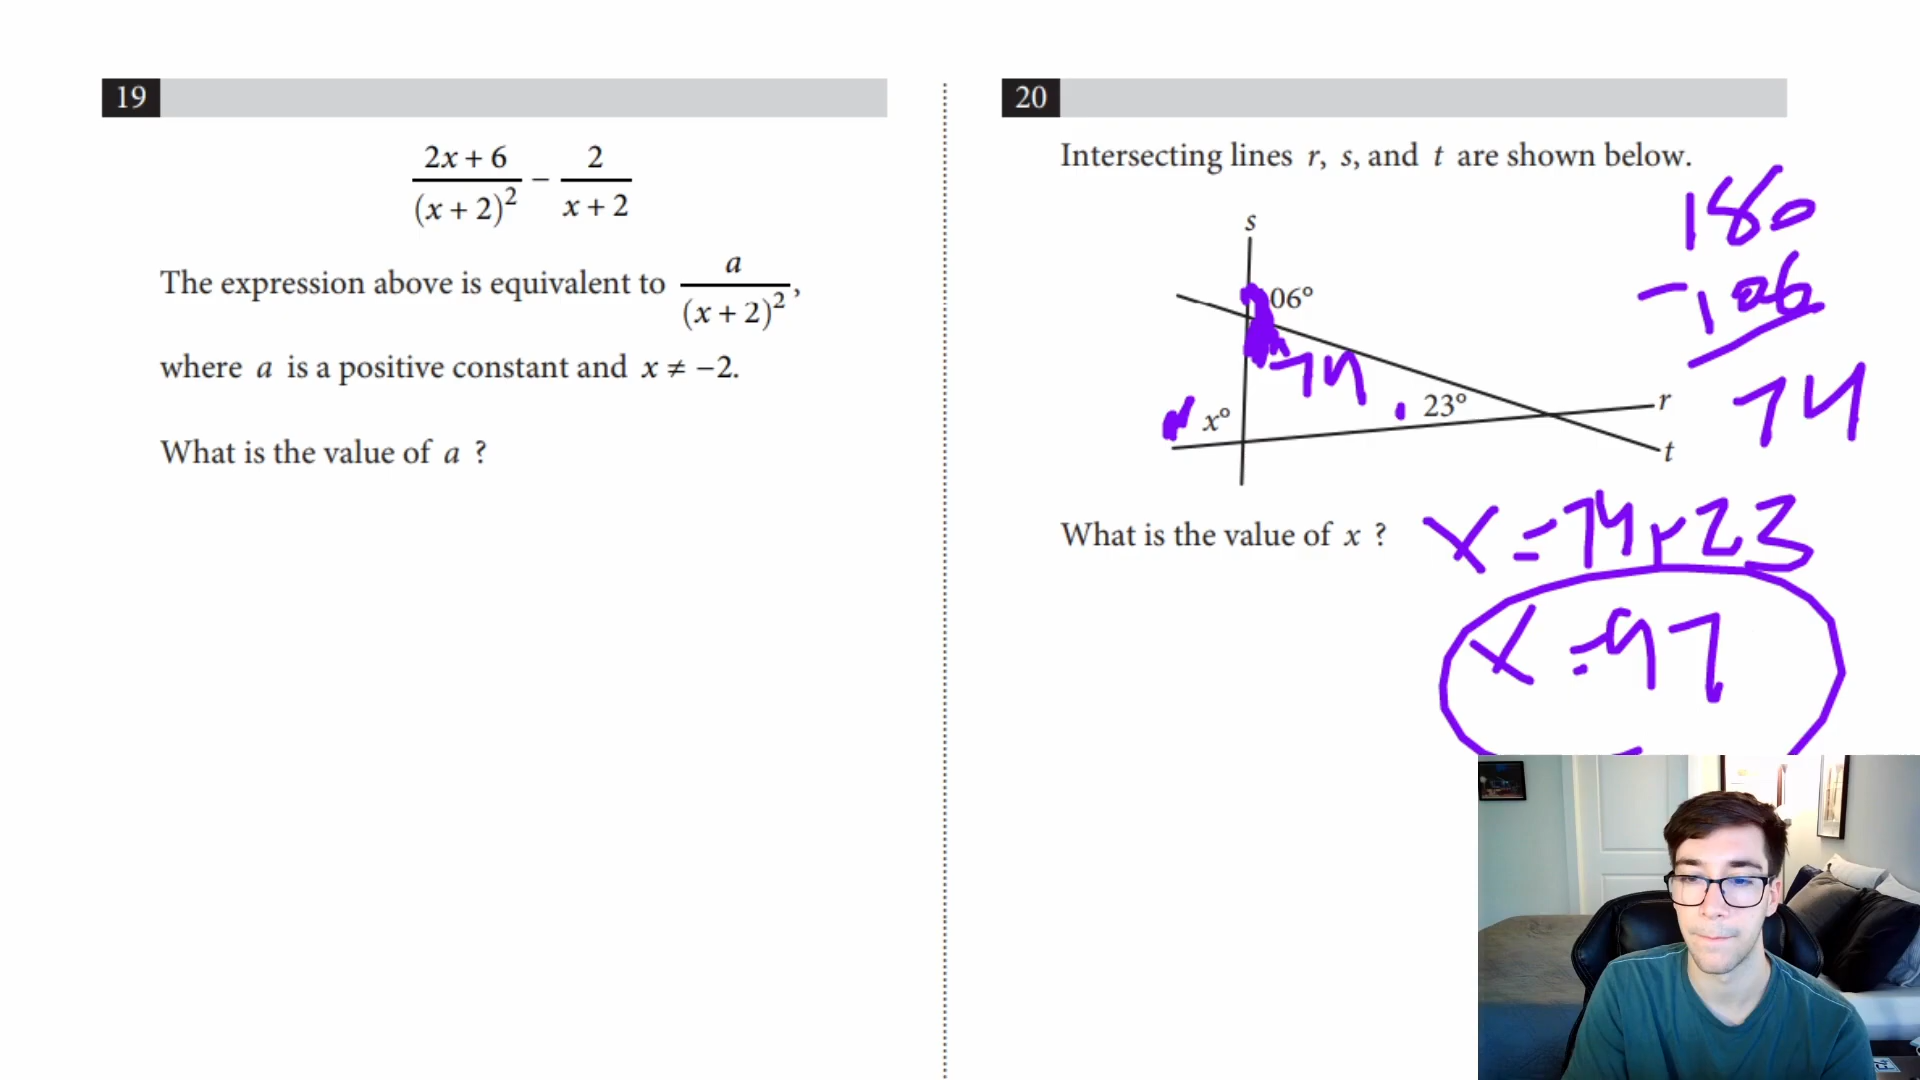 19
2x + 6 / (x + 2)² − 2 / x + 2
The expression above is equivalent to a / (x + 2)²,
where a is a positive constant and x ≠ −2.
What is the value of a ?
20
Intersecting lines r, s, and t are shown below.
s
06°
74
x°
23°
r
t
180
−106
74
What is the value of x ?
x = 74+23
x = 97